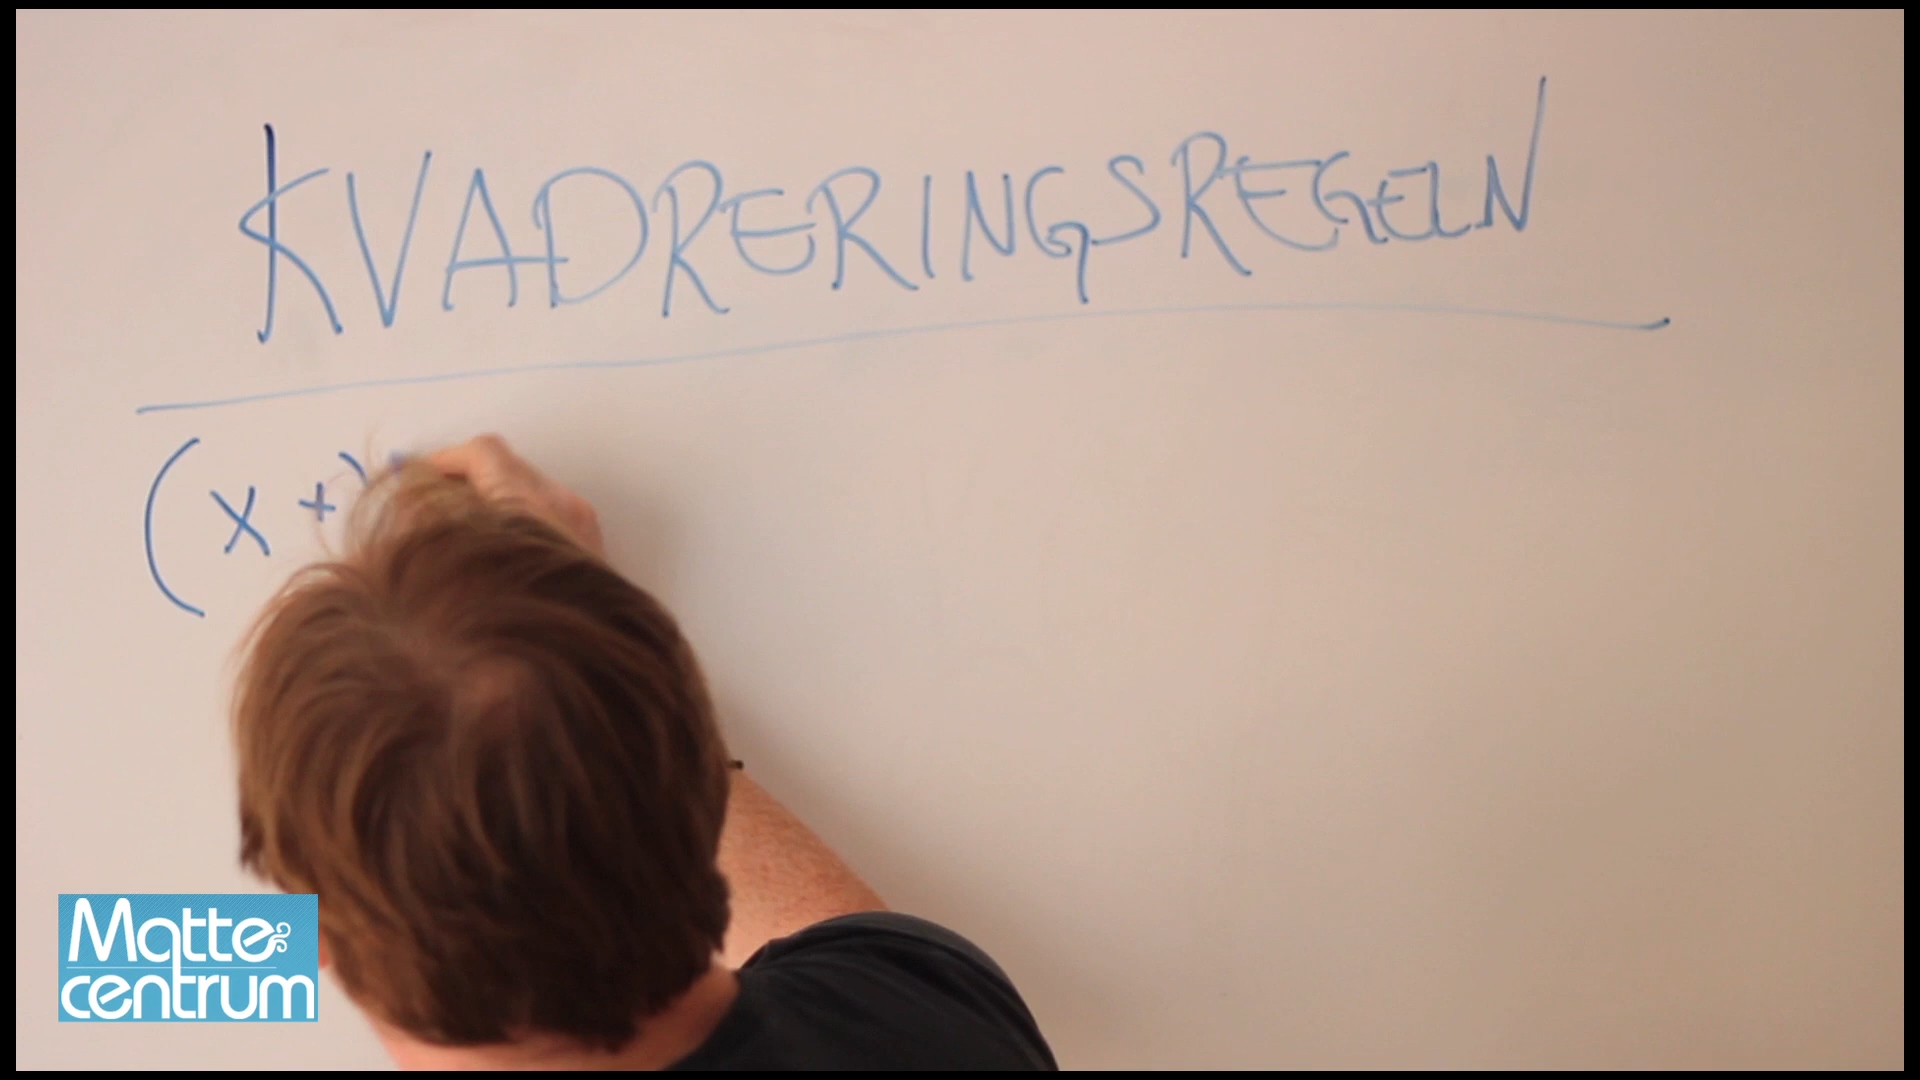 KVADRERINGSREGELN
(x +)
Matte
centrum